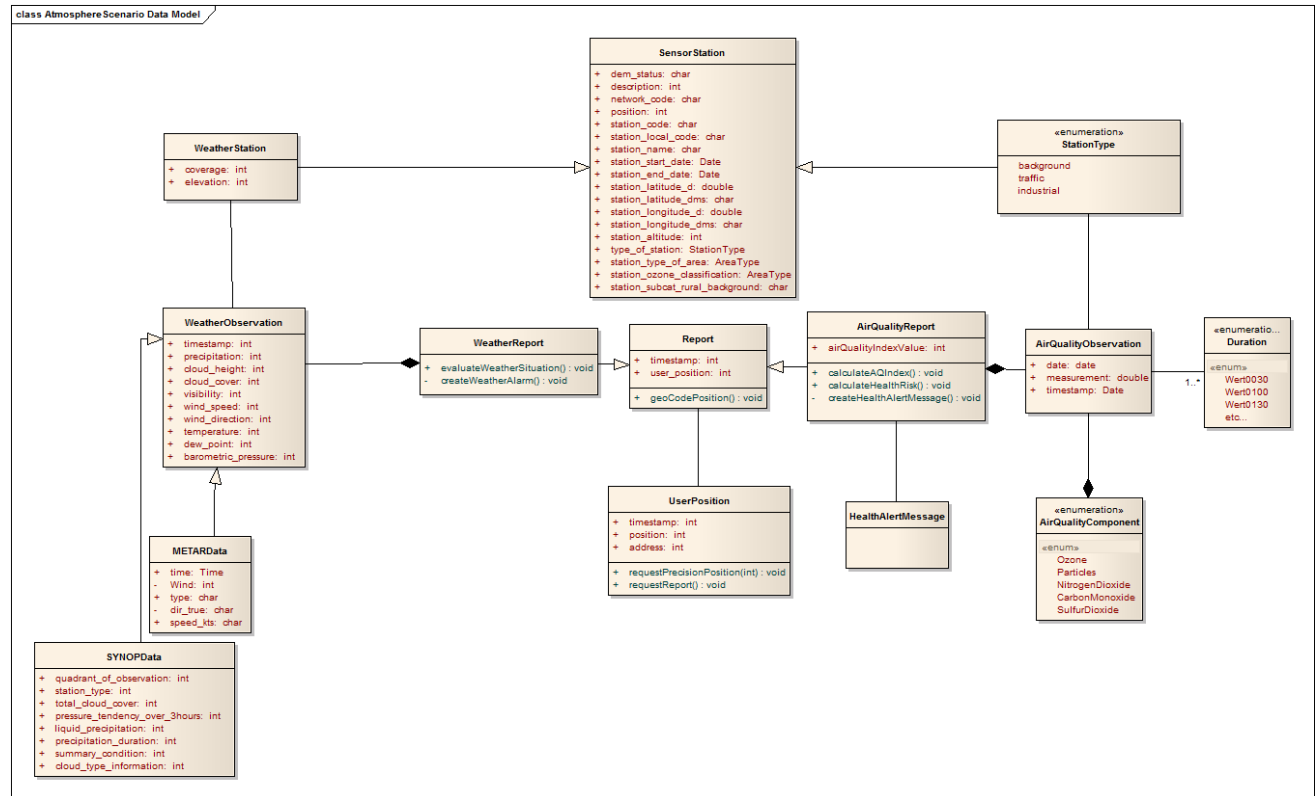 class AtmosphereScenario Data Model
SensorStation
+ dem_status: char
+ description: int
+ network_code: char
+ position: int
+ station_code: char
+ station_local_code: char
+ station_name: char
+ station_start_date: Date
+ station_end_date: Date
+ station_latitude_d: double
+ station_latitude_dms: char
+ station_longitude_d: double
+ station_longitude_dms: char
+ station_altitude: int
+ type_of_station: StationType
+ station_type_of_area: AreaType
+ station_ozone_classification: AreaType
+ station_subcat_rural_background: char
WeatherStation
+ coverage: int
+ elevation: int
«enumeration»
StationType
background
traffic
industrial
WeatherObservation
+ timestamp: int
+ precipitation: int
+ cloud_height: int
+ cloud_cover: int
+ visibility: int
+ wind_speed: int
+ wind_direction: int
+ temperature: int
+ dew_point: int
+ barometric_pressure: int
WeatherReport
+ evaluateWeatherSituation() : void
- createWeatherAlarm() : void
Report
+ timestamp: int
+ user_position: int
+ geoCodePosition() : void
AirQualityReport
+ airQualityIndexValue: int
+ calculateAQIndex() : void
+ calculateHealthRisk() : void
- createHealthAlertMessage() : void
AirQualityObservation
+ date: date
+ measurement: double
+ timestamp: Date
1..*
«enumeratio...
Duration
«enum»
Wert0030
Wert0100
Wert0130
etc...
UserPosition
+ timestamp: int
+ position: int
+ address: int
+ requestPrecisionPosition(int) : void
+ requestReport() : void
HealthAlertMessage
«enumeration»
AirQualityComponent
«enum»
Ozone
Particles
NitrogenDioxide
CarbonMonoxide
SulfurDioxide
METARData
+ time: Time
- Wind: int
+ type: char
- dir_true: char
+ speed_kts: char
SYNOPData
+ quadrant_of_observation: int
+ station_type: int
+ total_cloud_cover: int
+ pressure_tendency_over_3hours: int
+ liquid_precipitation: int
+ precipitation_duration: int
+ summary_condition: int
+ cloud_type_information: int